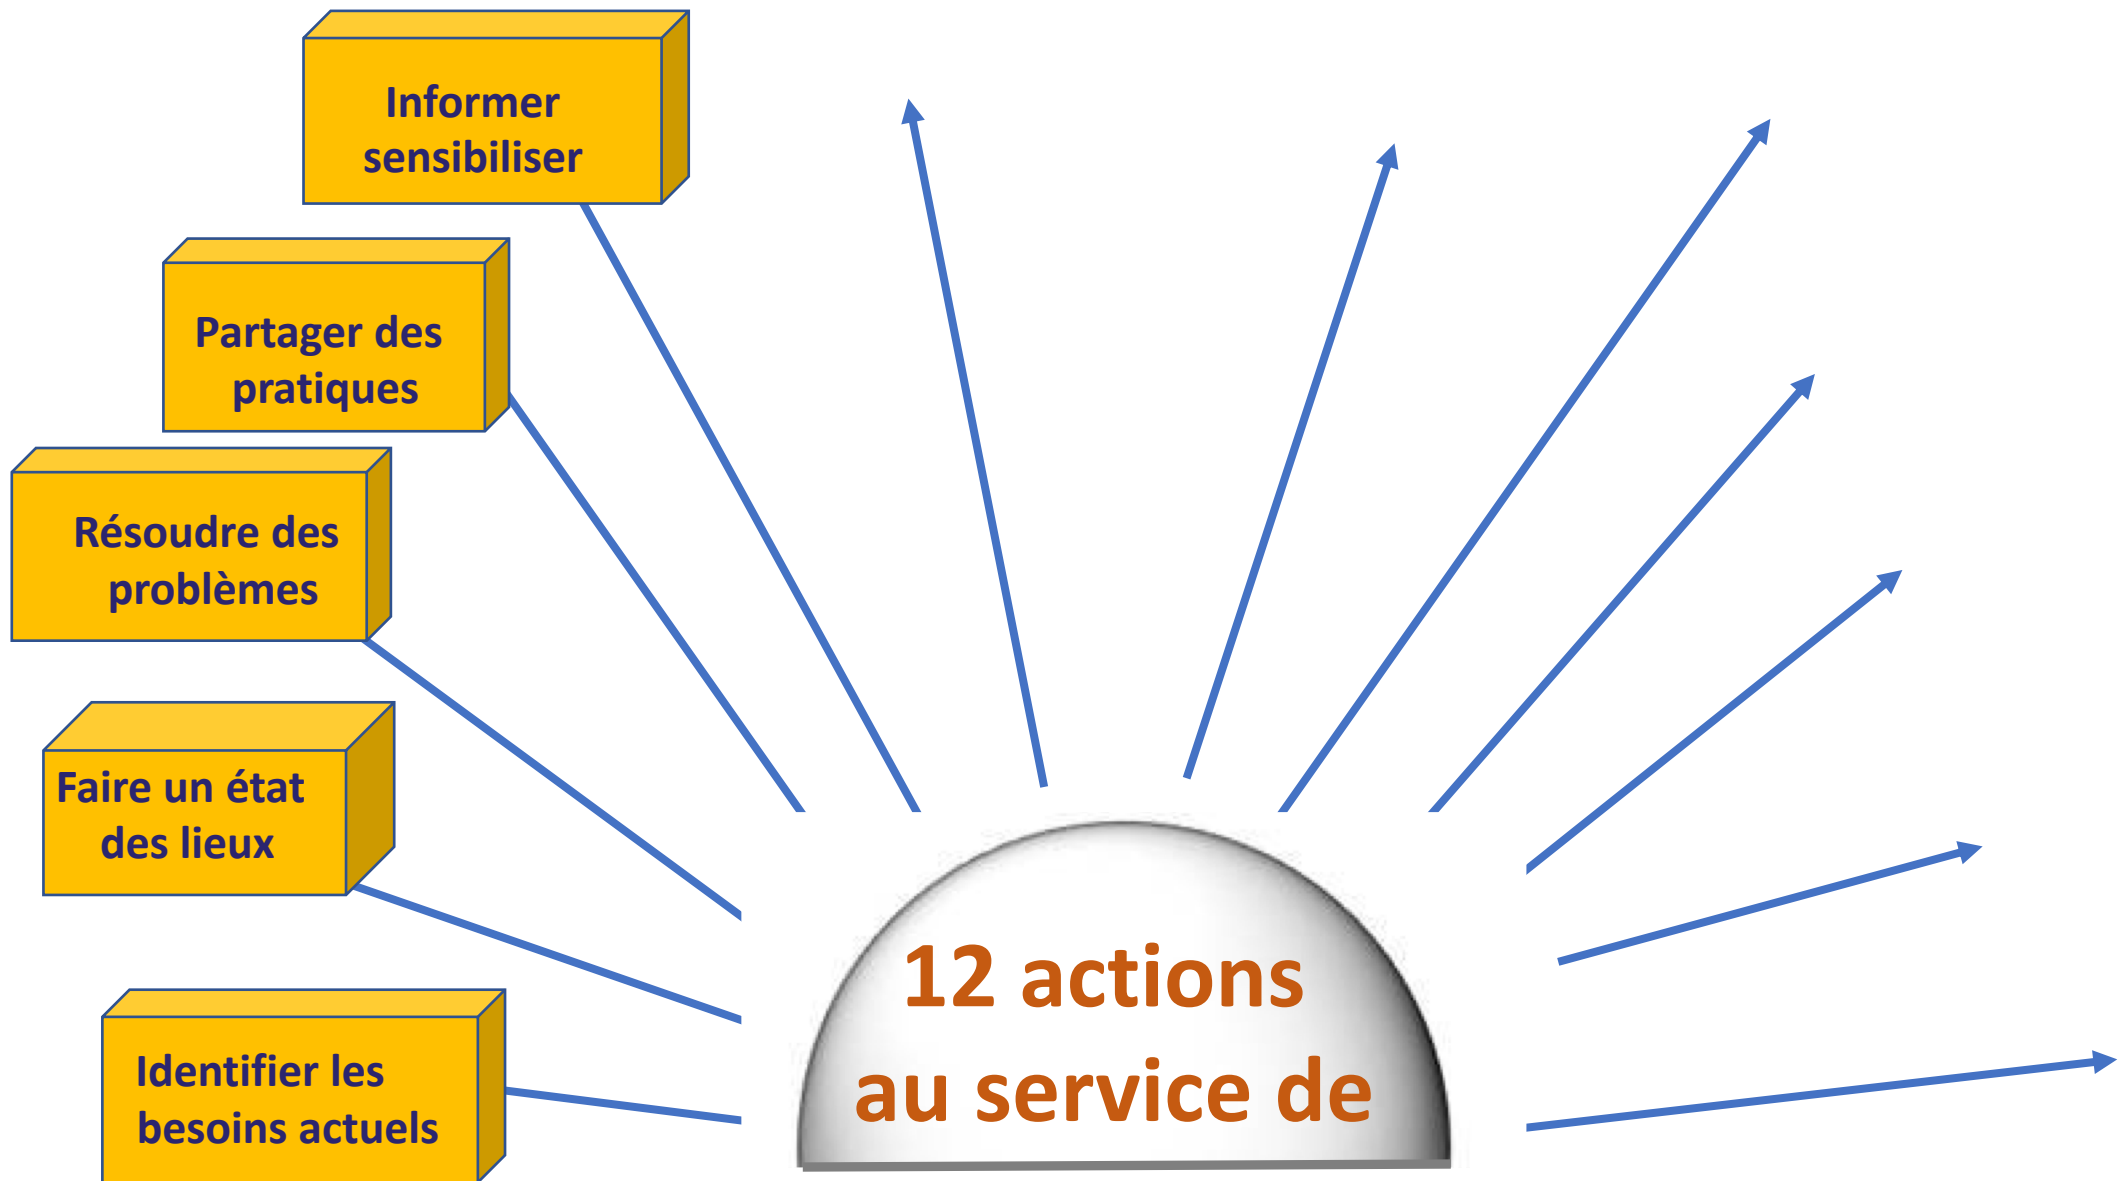 Informer
sensibiliser
Partager des
pratiques
Résoudre des
problèmes
Faire un état
des lieux
Identifier les
besoins actuels
12 actions
au service de